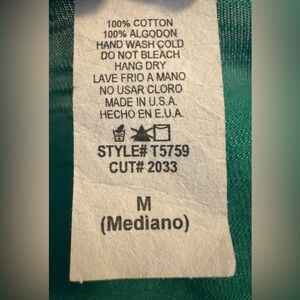 100% COTTON
100% ALGODON
HAND WASH COLD
DO NOT BLEACH
HANG DRY
LAVE FRIO A MANO
NO USAR CLORO
MADE IN U.S.A.
HECHO EN E.U.A.
STYLE# T5759
CUT# 2033
M
(Mediano)